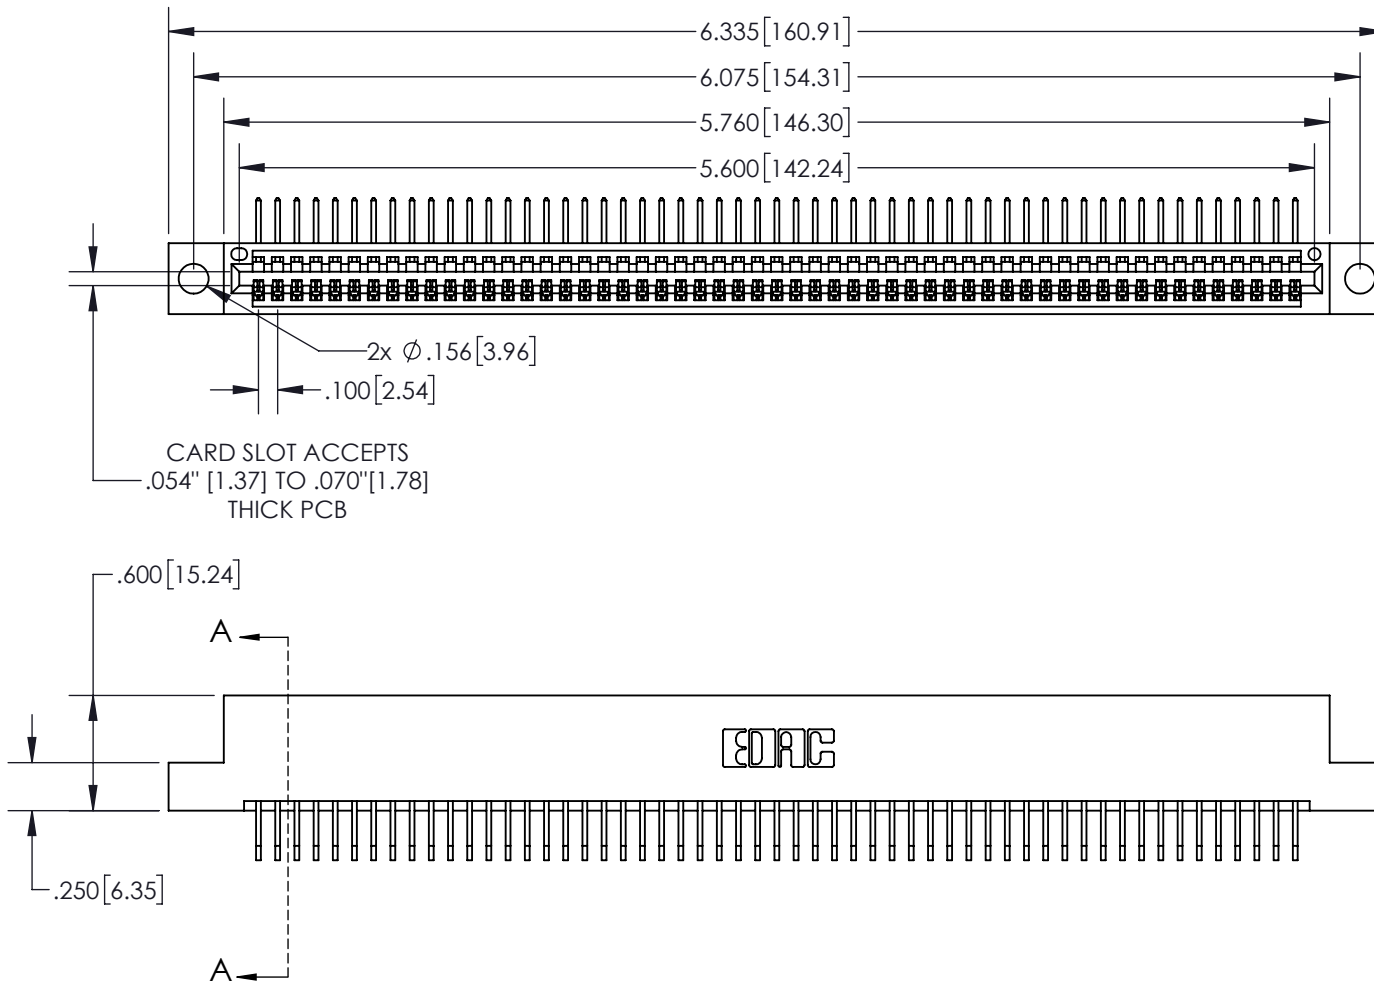 6.335[160.91]
6.075[154.31]
5.760[146.30]
5.600[142.24]
2x Ø.156[3.96]
.100[2.54]
CARD SLOT ACCEPTS
.054" [1.37] TO .070"[1.78]
THICK PCB
.600[15.24]
A
EDAC
.250[6.35]
A